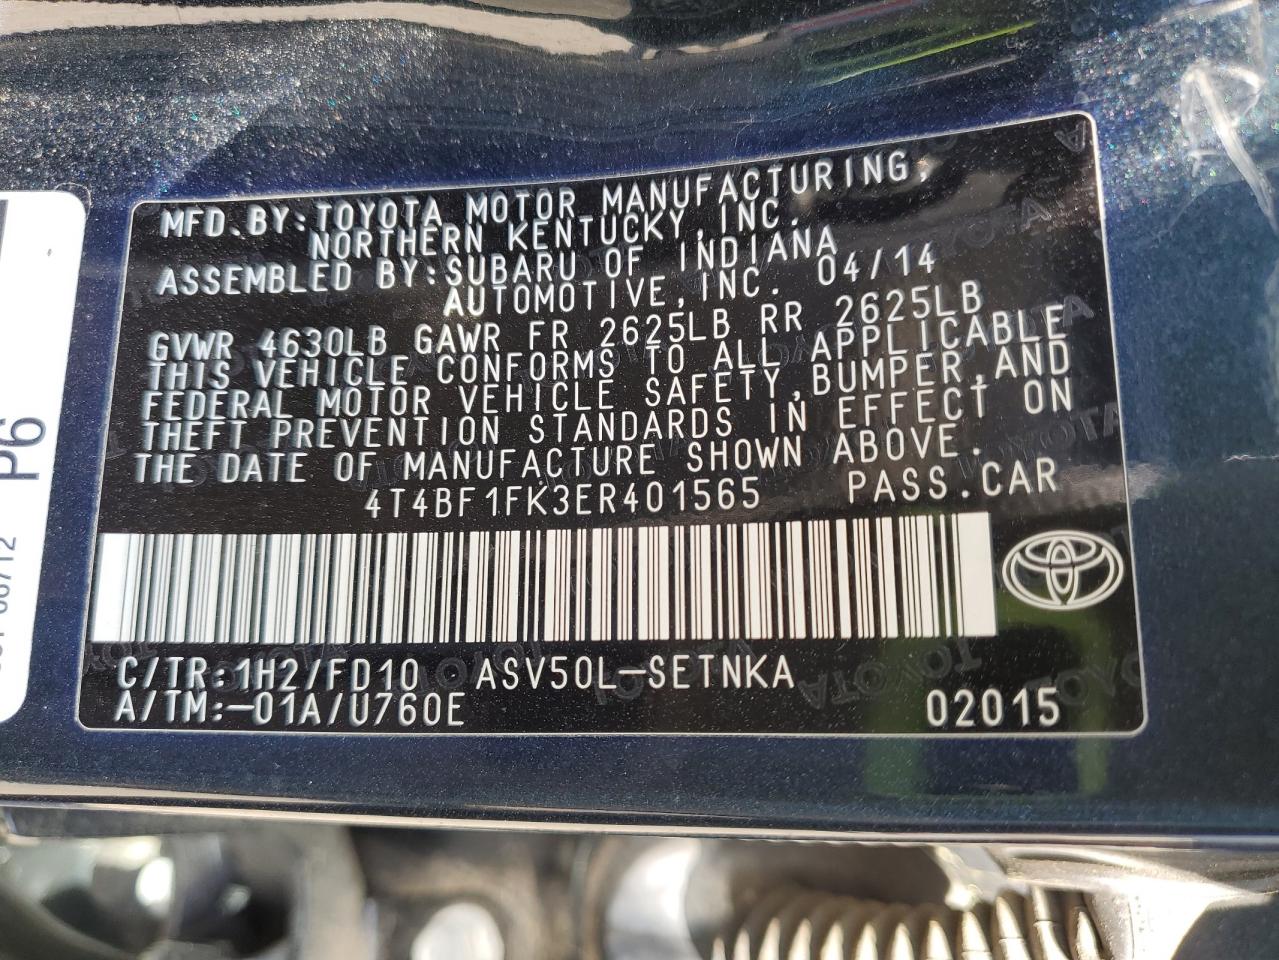 MFD.BY:TOYOTA MOTOR MANUFACTURING,
NORTHERN KENTUCKY,INC.
ASSEMBLED BY:SUBARU OF INDIANA
AUTOMOTIVE,INC. 04/14
GVWR 4630LB GAWR FR 2625LB RR 2625LB
THIS VEHICLE CONFORMS TO ALL APPLICABLE
FEDERAL MOTOR VEHICLE SAFETY,BUMPER,AND
THEFT PREVENTION STANDARDS IN EFFECT ON
THE DATE OF MANUFACTURE SHOWN ABOVE.
4T4BF1FK3ER401565 PASS.CAR
C/TR:1H2/FD10 ASV50L-SETNKA
A/TM:-01A/U760E 02015
P6